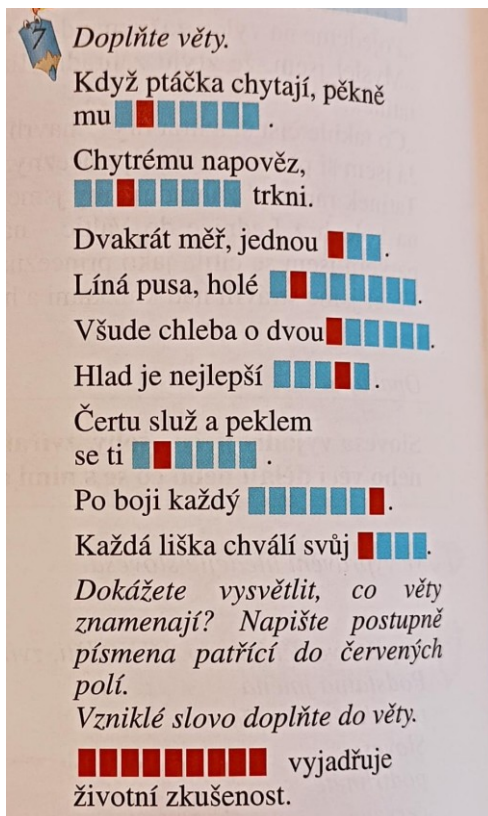 7 Doplňte věty.
Když ptáčka chytají, pěkně
mu .
Chytrému napověz,
trkni.
Dvakrát měř, jednou .
Líná pusa, holé .
Všude chleba o dvou .
Hlad je nejlepší .
Čertu služ a peklem
se ti .
Po boji každý .
Každá liška chválí svůj .
Dokážete vysvětlit, co věty
znamenají? Napište postupně
písmena patřící do červených
polí.
Vzniklé slovo doplňte do věty.
vyjadřuje
životní zkušenost.